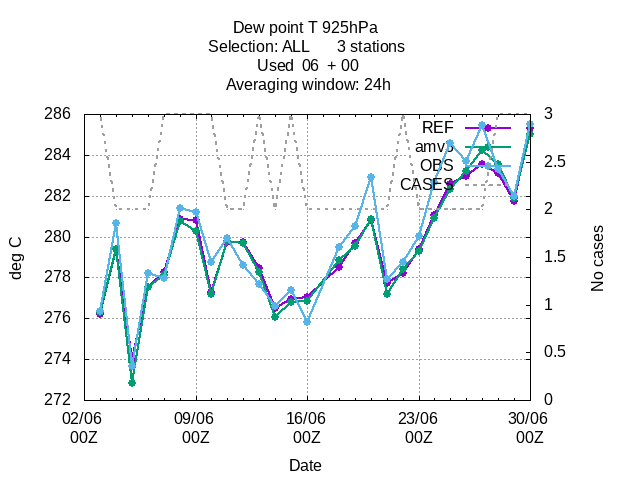 Dew point T 925hPa
Selection: ALL 3 stations
Used 06 + 00
Averaging window: 24h
286
284
282
280
278
276
274
272
deg C
3
2.5
2
1.5
1
0.5
0
No cases
REF
amv3
OBS
CASES
02/06 09/06 16/06 23/06 30/06
00Z 00Z 00Z 00Z 00Z
Date